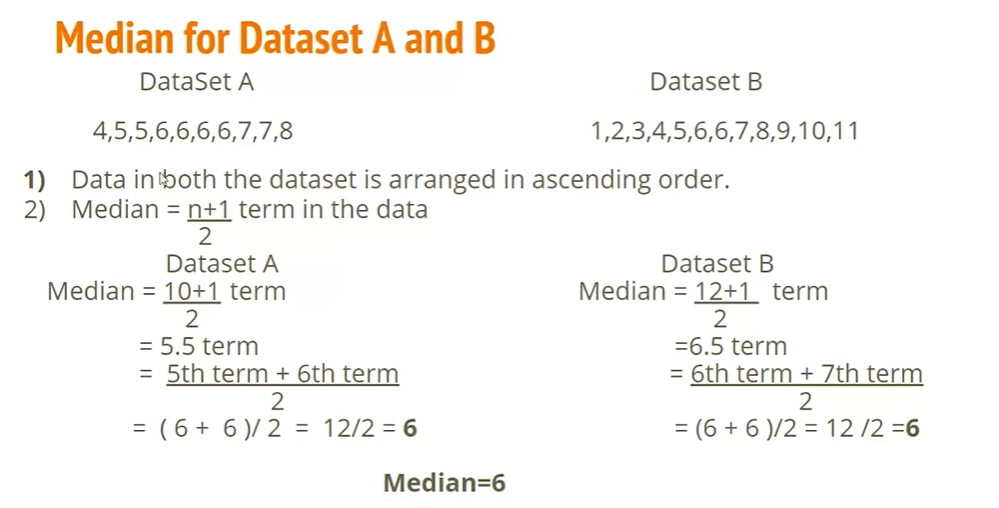 Median for Dataset A and B
DataSet A Dataset B
4,5,5,6,6,6,6,7,7,8 1,2,3,4,5,6,6,7,8,9,10,11
1) Data in both the dataset is arranged in ascending order.
2) Median = n+1 term in the data
2
Dataset A Dataset B
Median = 10+1 term Median = 12+1 term
2 2
= 5.5 term =6.5 term
= 5th term + 6th term = 6th term + 7th term
2 2
= ( 6 + 6 )/ 2 = 12/2 = 6 = (6 + 6 )/2 = 12 /2 =6
Median=6